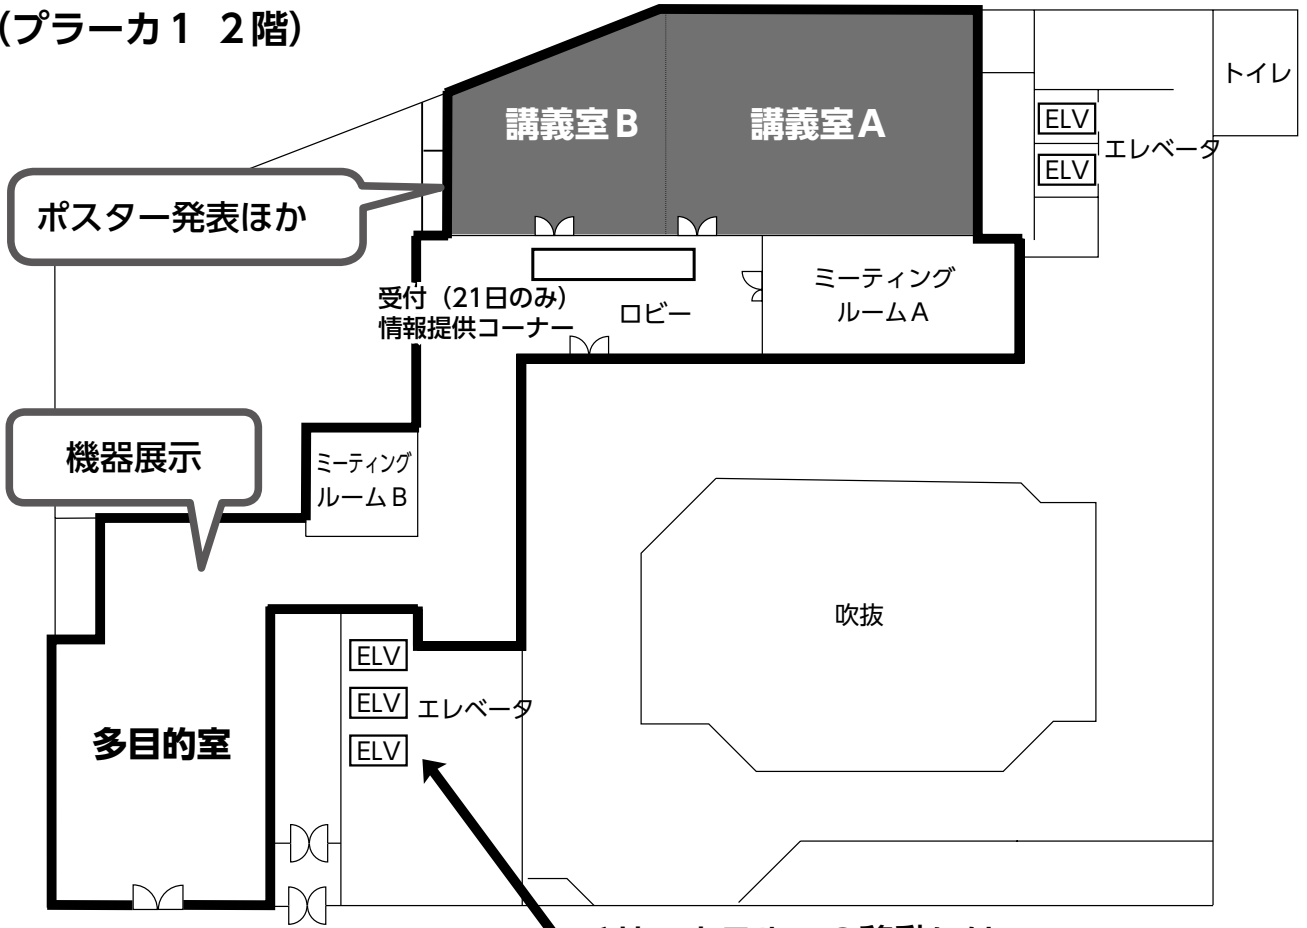 (プラーカ１ ２階)
講義室Ｂ
講義室Ａ
トイレ
ELV
エレベータ
ELV
ポスター発表ほか
受付（21日のみ）
情報提供コーナー
ロビー
ミーティング
ルームＡ
機器展示
ミーティング
ルームＢ
吹抜
ELV
ELV
エレベータ
ELV
多目的室